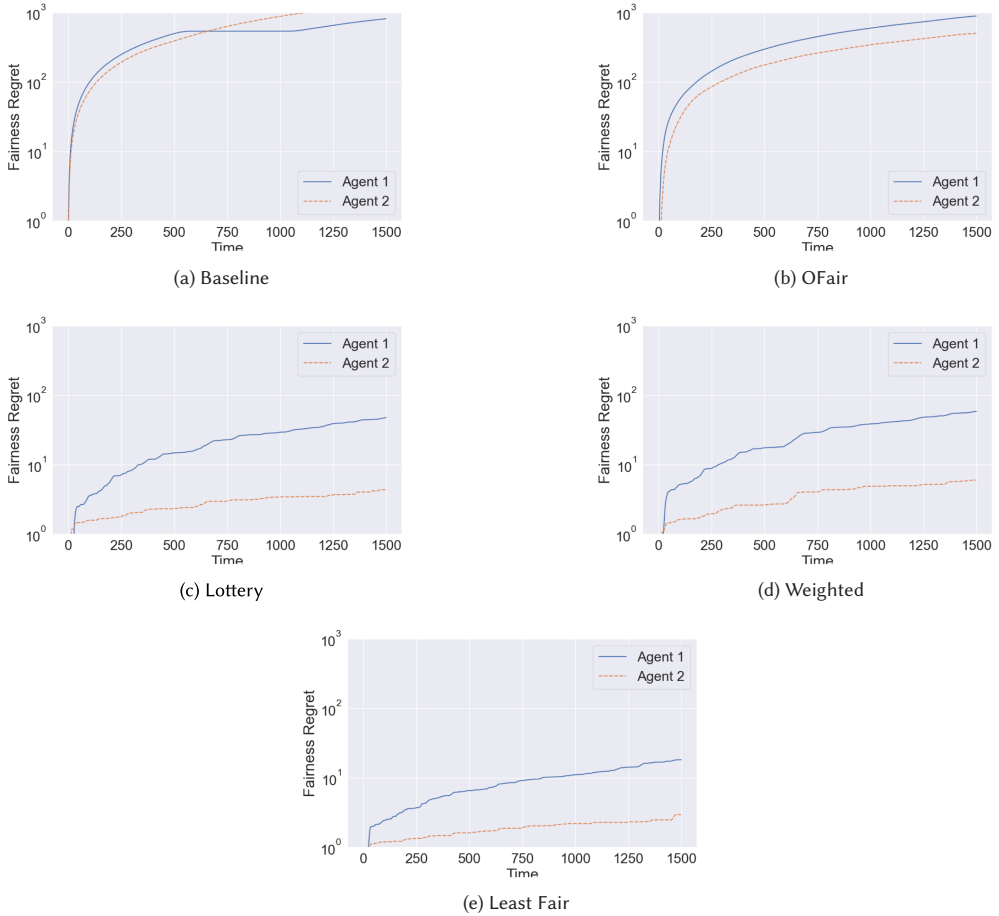 10^3
10^2
10^1
10^0
Fairness Regret
Agent 1
Agent 2
0 250 500 750 1000 1250 1500
Time
(a) Baseline
10^3
10^2
10^1
10^0
Fairness Regret
Agent 1
Agent 2
0 250 500 750 1000 1250 1500
Time
(b) OFair
10^3
10^2
10^1
10^0
Fairness Regret
Agent 1
Agent 2
0 250 500 750 1000 1250 1500
Time
(c) Lottery
10^3
10^2
10^1
10^0
Fairness Regret
Agent 1
Agent 2
0 250 500 750 1000 1250 1500
Time
(d) Weighted
10^3
10^2
10^1
10^0
Fairness Regret
Agent 1
Agent 2
0 250 500 750 1000 1250 1500
Time
(e) Least Fair